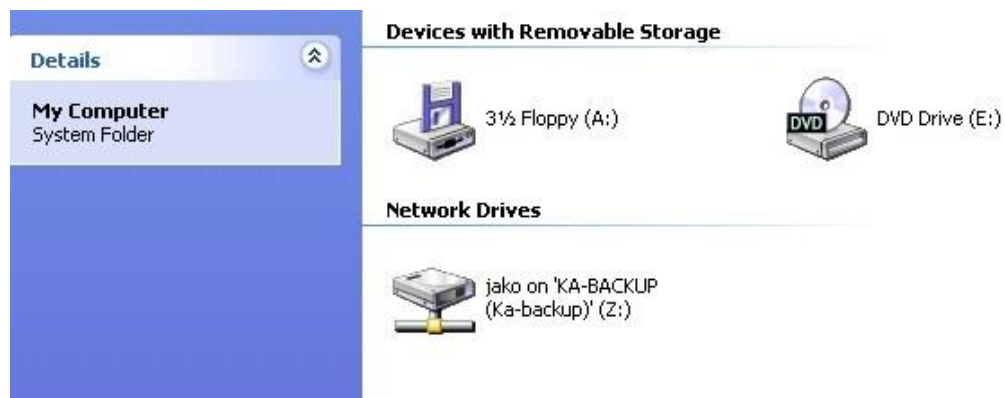 Details
My Computer
System Folder
Devices with Removable Storage
3½ Floppy (A:)
DVD
DVD Drive (E:)
Network Drives
jako on 'KA-BACKUP
(Ka-backup)' (Z:)